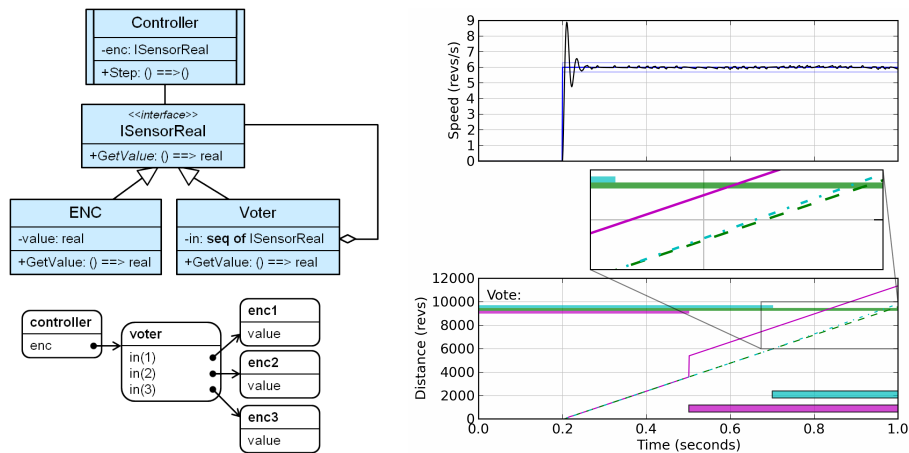 Controller
-enc: ISensorReal
+Step: () ==>()
<<interface>>
ISensorReal
+GetValue: () ==> real
ENC
-value: real
+GetValue: () ==> real
Voter
-in: seq of ISensorReal
+GetValue: () ==> real
controller
enc
voter
in(1)
in(2)
in(3)
enc1
value
enc2
value
enc3
value
Speed (revs/s)
9
8
7
6
5
4
3
2
1
0
Distance (revs)
12000
10000
8000
6000
4000
2000
0
Vote:
0.0 0.2 0.4 0.6 0.8 1.0
Time (seconds)